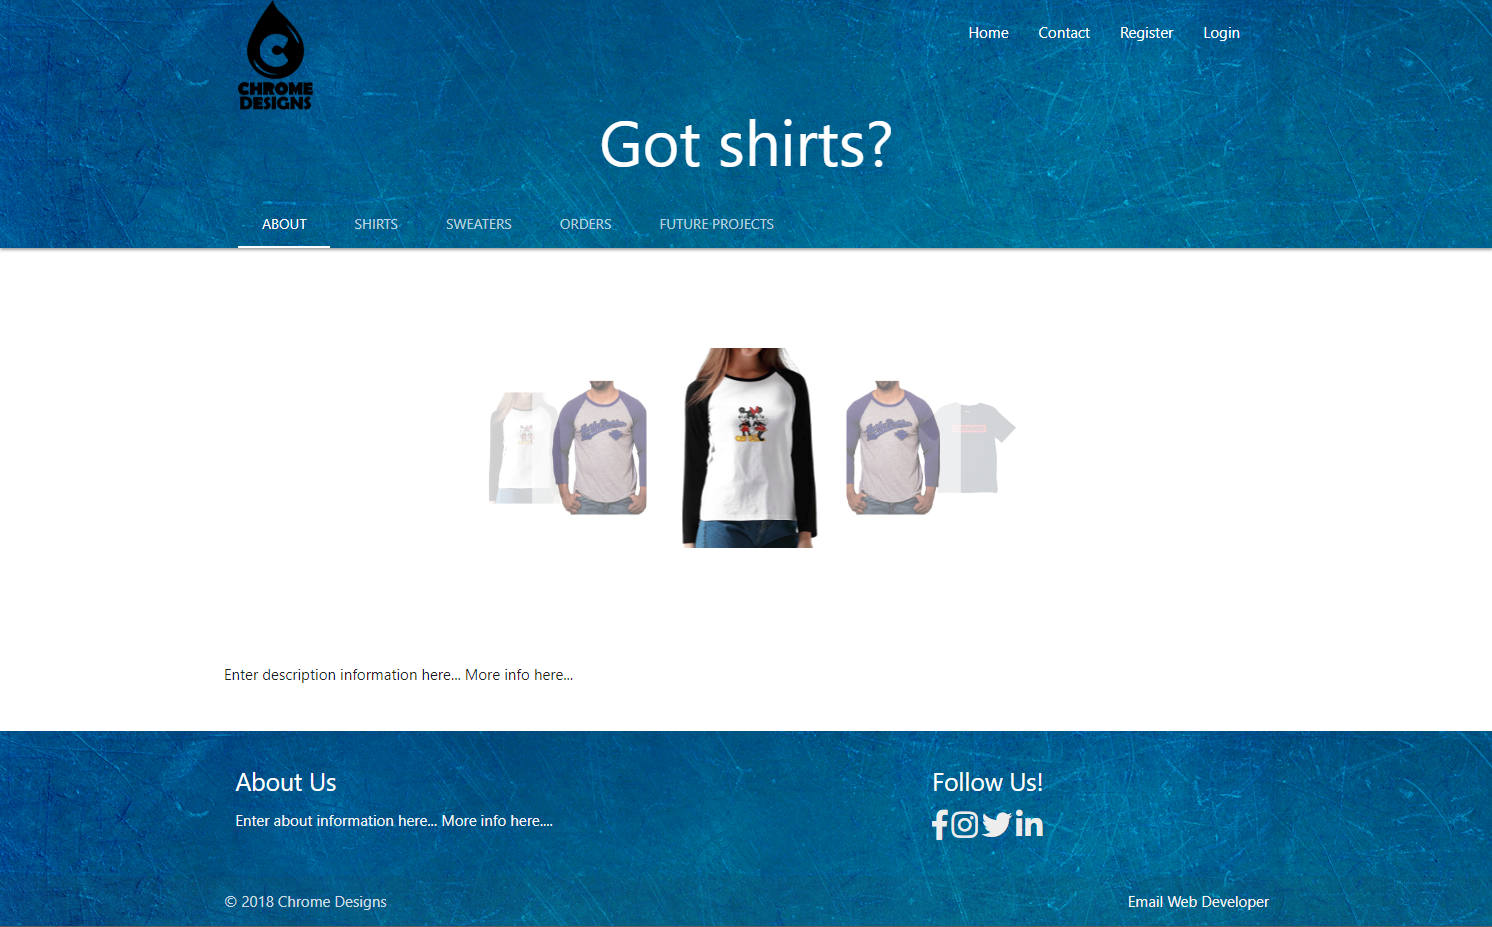 C
CHROME
DESIGNS
Home Contact Register Login
Got shirts?
ABOUT SHIRTS SWEATERS ORDERS FUTURE PROJECTS
Enter description information here... More info here...
About Us
Follow Us!
Enter about information here... More info here....
© 2018 Chrome Designs
Email Web Developer